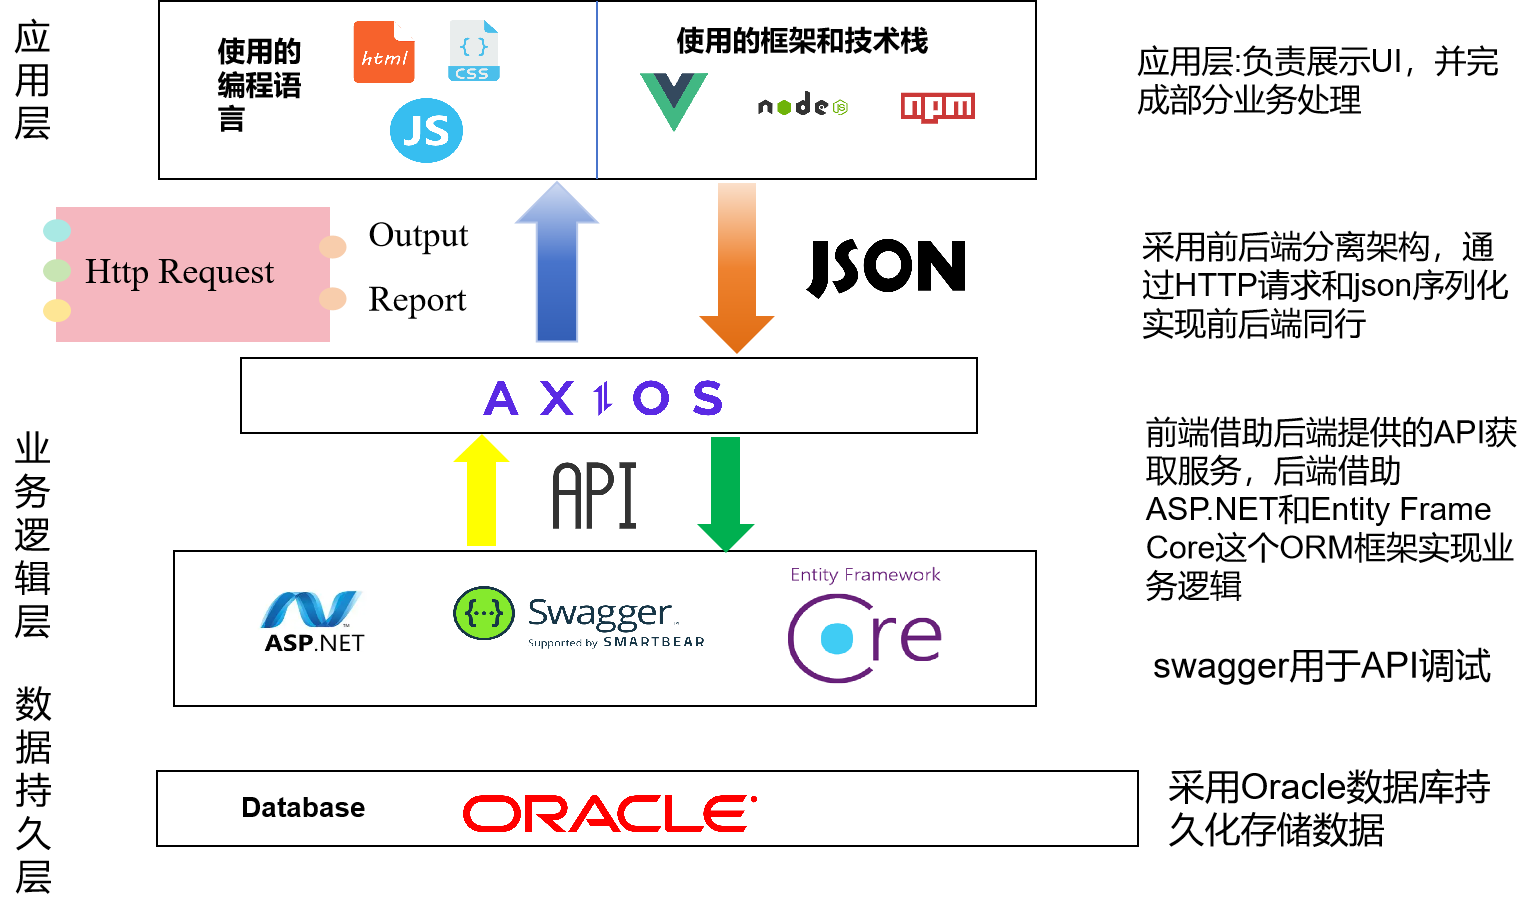 应用层
使用的
编程语
言
html
{ }
CSS
JS
使用的框架和技术栈
node
JS
npm
应用层:负责展示UI，并完
成部分业务处理
Http Request
Output
Report
JSON
采用前后端分离架构，通
过HTTP请求和json序列化
实现前后端同行
AXIOS
业务逻辑层
API
前端借助后端提供的API获
取服务，后端借助
ASP.NET和Entity Frame
Core这个ORM框架实现业
务逻辑
ASP.NET
{···}
Swagger
Supported by SMARTBEAR
Entity Framework
Core
swagger用于API调试
数据持久层
Database
ORACLE
采用Oracle数据库持
久化存储数据